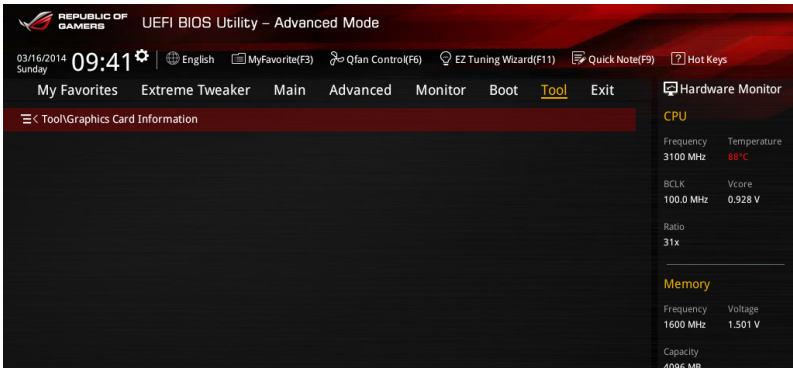 REPUBLIC OF
GAMERS
UEFI BIOS Utility – Advanced Mode
03/16/2014
Sunday
09:41
English
MyFavorite(F3)
Qfan Control(F6)
EZ Tuning Wizard(F11)
Quick Note(F9)
? Hot Keys
My Favorites Extreme Tweaker Main Advanced Monitor Boot Tool Exit
Hardware Monitor
< Tool\Graphics Card Information
CPU
Frequency Temperature
3100 MHz 88°C
BCLK Vcore
100.0 MHz 0.928 V
Ratio
31x
Memory
Frequency Voltage
1600 MHz 1.501 V
Capacity
4096 MB